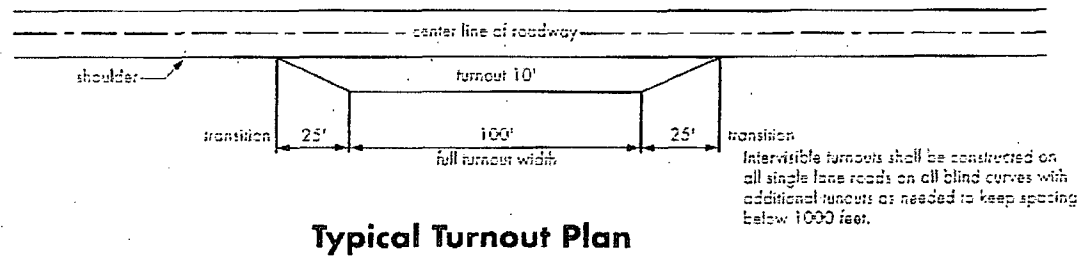 center line of roadway
shoulder
turnout 10'
transition 25' 100' 25' transition
full turnout width
Intervisible turnouts shall be constructed on
all single lane roads on all blind curves with
additional tunouts as needed to keep spacing
below 1000 feet.
Typical Turnout Plan